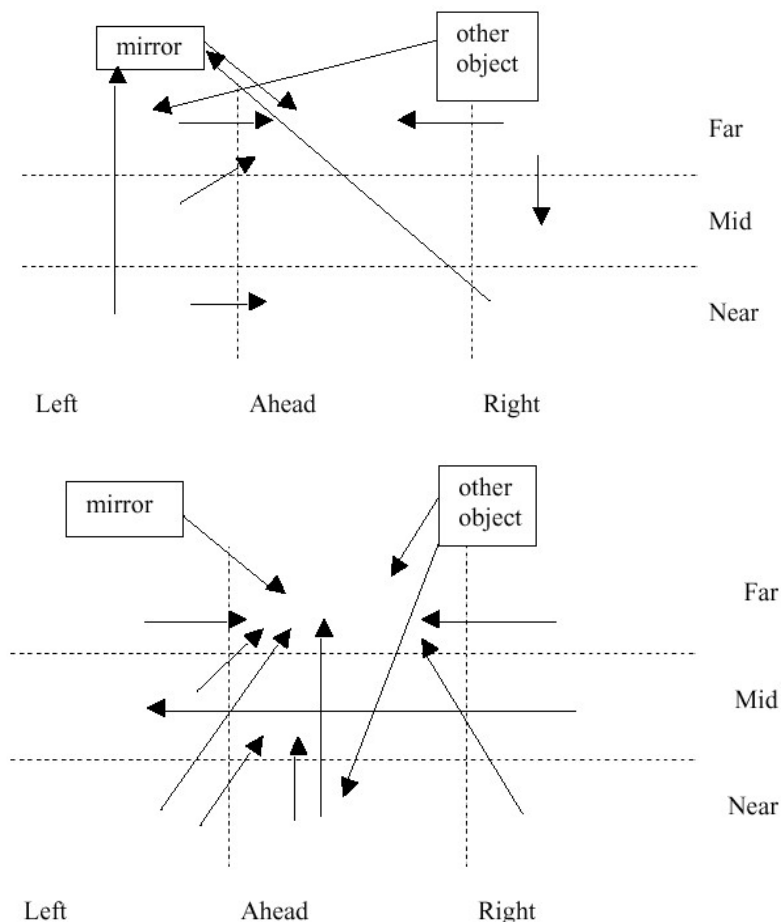 mirror
other
object
Far
Mid
Near
Left Ahead Right
mirror
other
object
Far
Mid
Near
Left Ahead Right